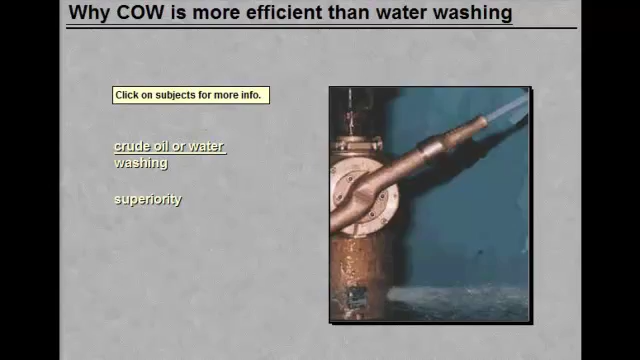 Why COW is more efficient than water washing
Click on subjects for more info.
crude oil or water
washing
superiority